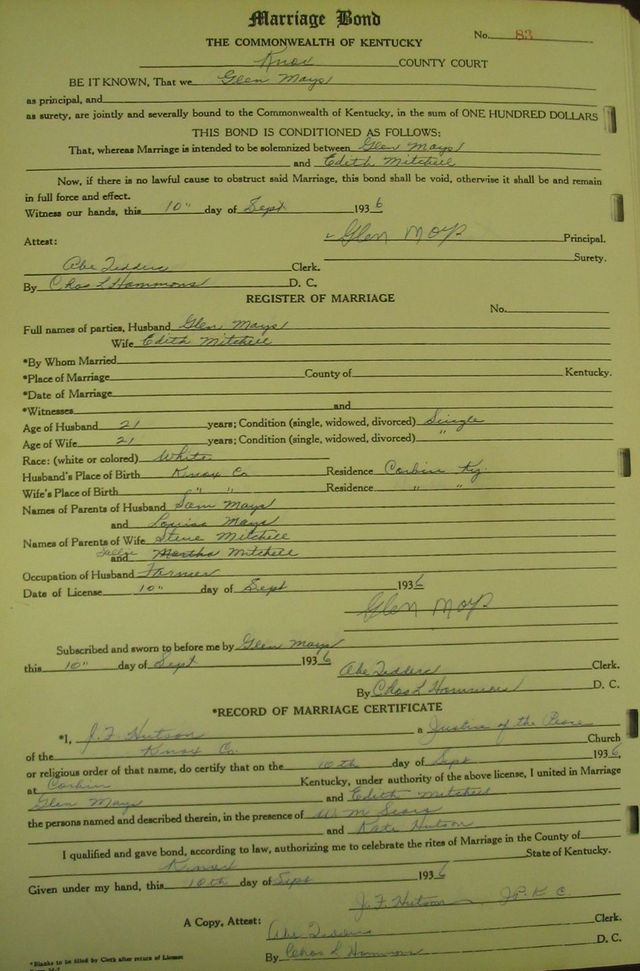 Marriage Bond
No. 83
THE COMMONWEALTH OF KENTUCKY
Knox COUNTY COURT
BE IT KNOWN, That we Glen Mays
as principal, and
as surety, are jointly and severally bound to the Commonwealth of Kentucky, in the sum of ONE HUNDRED DOLLARS
THIS BOND IS CONDITIONED AS FOLLOWS:
That, whereas Marriage is intended to be solemnized between Glen Mays
and Edith Mitchell
Now, if there is no lawful cause to obstruct said Marriage, this bond shall be void, otherwise it shall be and remain
in full force and effect.
Witness our hands, this 10" day of Sept 1936
Glen Mays Principal.
Attest:
Surety.
Abe Tedders Clerk.
By Chas L Hammons D. C.
REGISTER OF MARRIAGE
No.
Full names of parties, Husband Glen Mays
Wife Edith Mitchell
*By Whom Married
*Place of Marriage County of Kentucky.
*Date of Marriage
*Witnesses and
Age of Husband 21 years; Condition (single, widowed, divorced) Single
Age of Wife 21 years; Condition (single, widowed, divorced) "
Race: (white or colored) White
Husband's Place of Birth Knox Co Residence Corbin Ky.
Wife's Place of Birth " " Residence " "
Names of Parents of Husband Sam Mays
and Louisa Mays
Names of Parents of Wife Steve Mitchell
Sallie
and Martha Mitchell
Occupation of Husband Farmer
Date of License 10" day of Sept 1936
Glen Mays
Subscribed and sworn to before me by Glen Mays
this 10" day of Sept 1936
Abe Tedders Clerk.
By Chas L Hammons D. C.
*RECORD OF MARRIAGE CERTIFICATE
*I, J. F. Hutson a Justice of the Peace
of the Knox Co. Church
or religious order of that name, do certify that on the 10th day of Sept 1936,
at Corbin Kentucky, under authority of the above license, I united in Marriage
Glen Mays and Edith Mitchell
the persons named and described therein, in the presence of W. M. Sears
and Kate Hutson
I qualified and gave bond, according to law, authorizing me to celebrate the rites of Marriage in the County of
Knox State of Kentucky.
Given under my hand, this 10th day of Sept 1936
J. F. Hutson, J.P.K.C.
A Copy, Attest: Abe Tedders Clerk.
By Chas L Hammons D. C.
*Blanks to be filled by Clerk after return of License